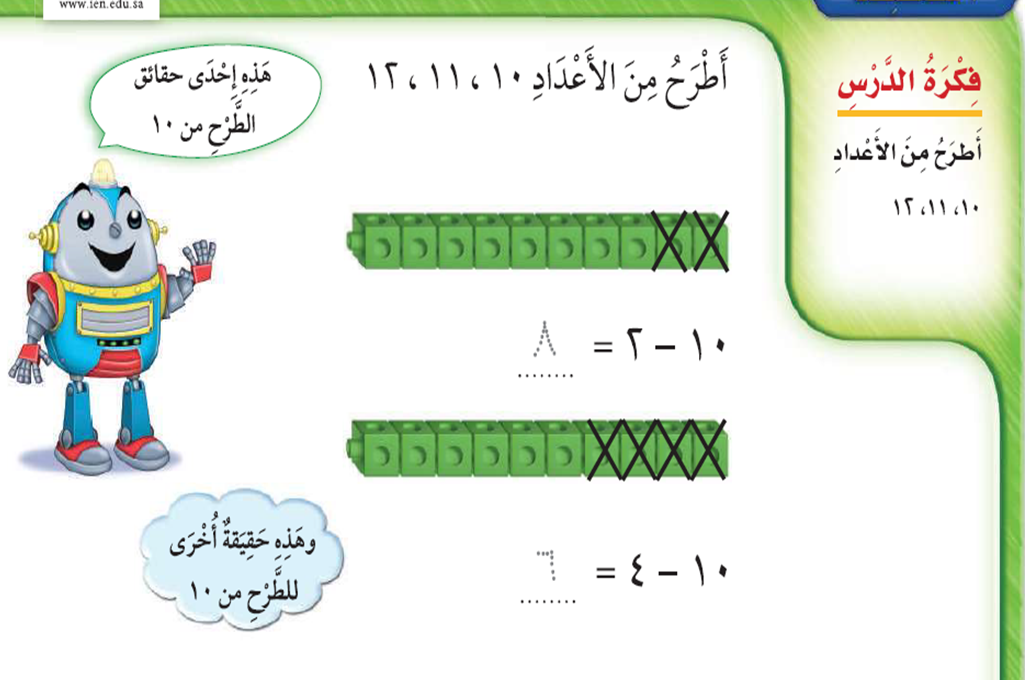 www.ien.edu.sa
فِكْرَةُ الدَّرْسِ
أَطرَحُ مِنَ الأَعْدادِ
١٠، ١١، ١٢
أَطْرَحُ مِنَ الأَعْدَادِ ١٠ ، ١١ ، ١٢
هَذِهِ إِحْدَى حقائق
الطَّرْحِ من ١٠
١٠ – ٢ = ٨
١٠ – ٤ = ٦
وهَذِهِ حَقِيَقةٌ أُخْرَى
للطَّرْحِ من ١٠